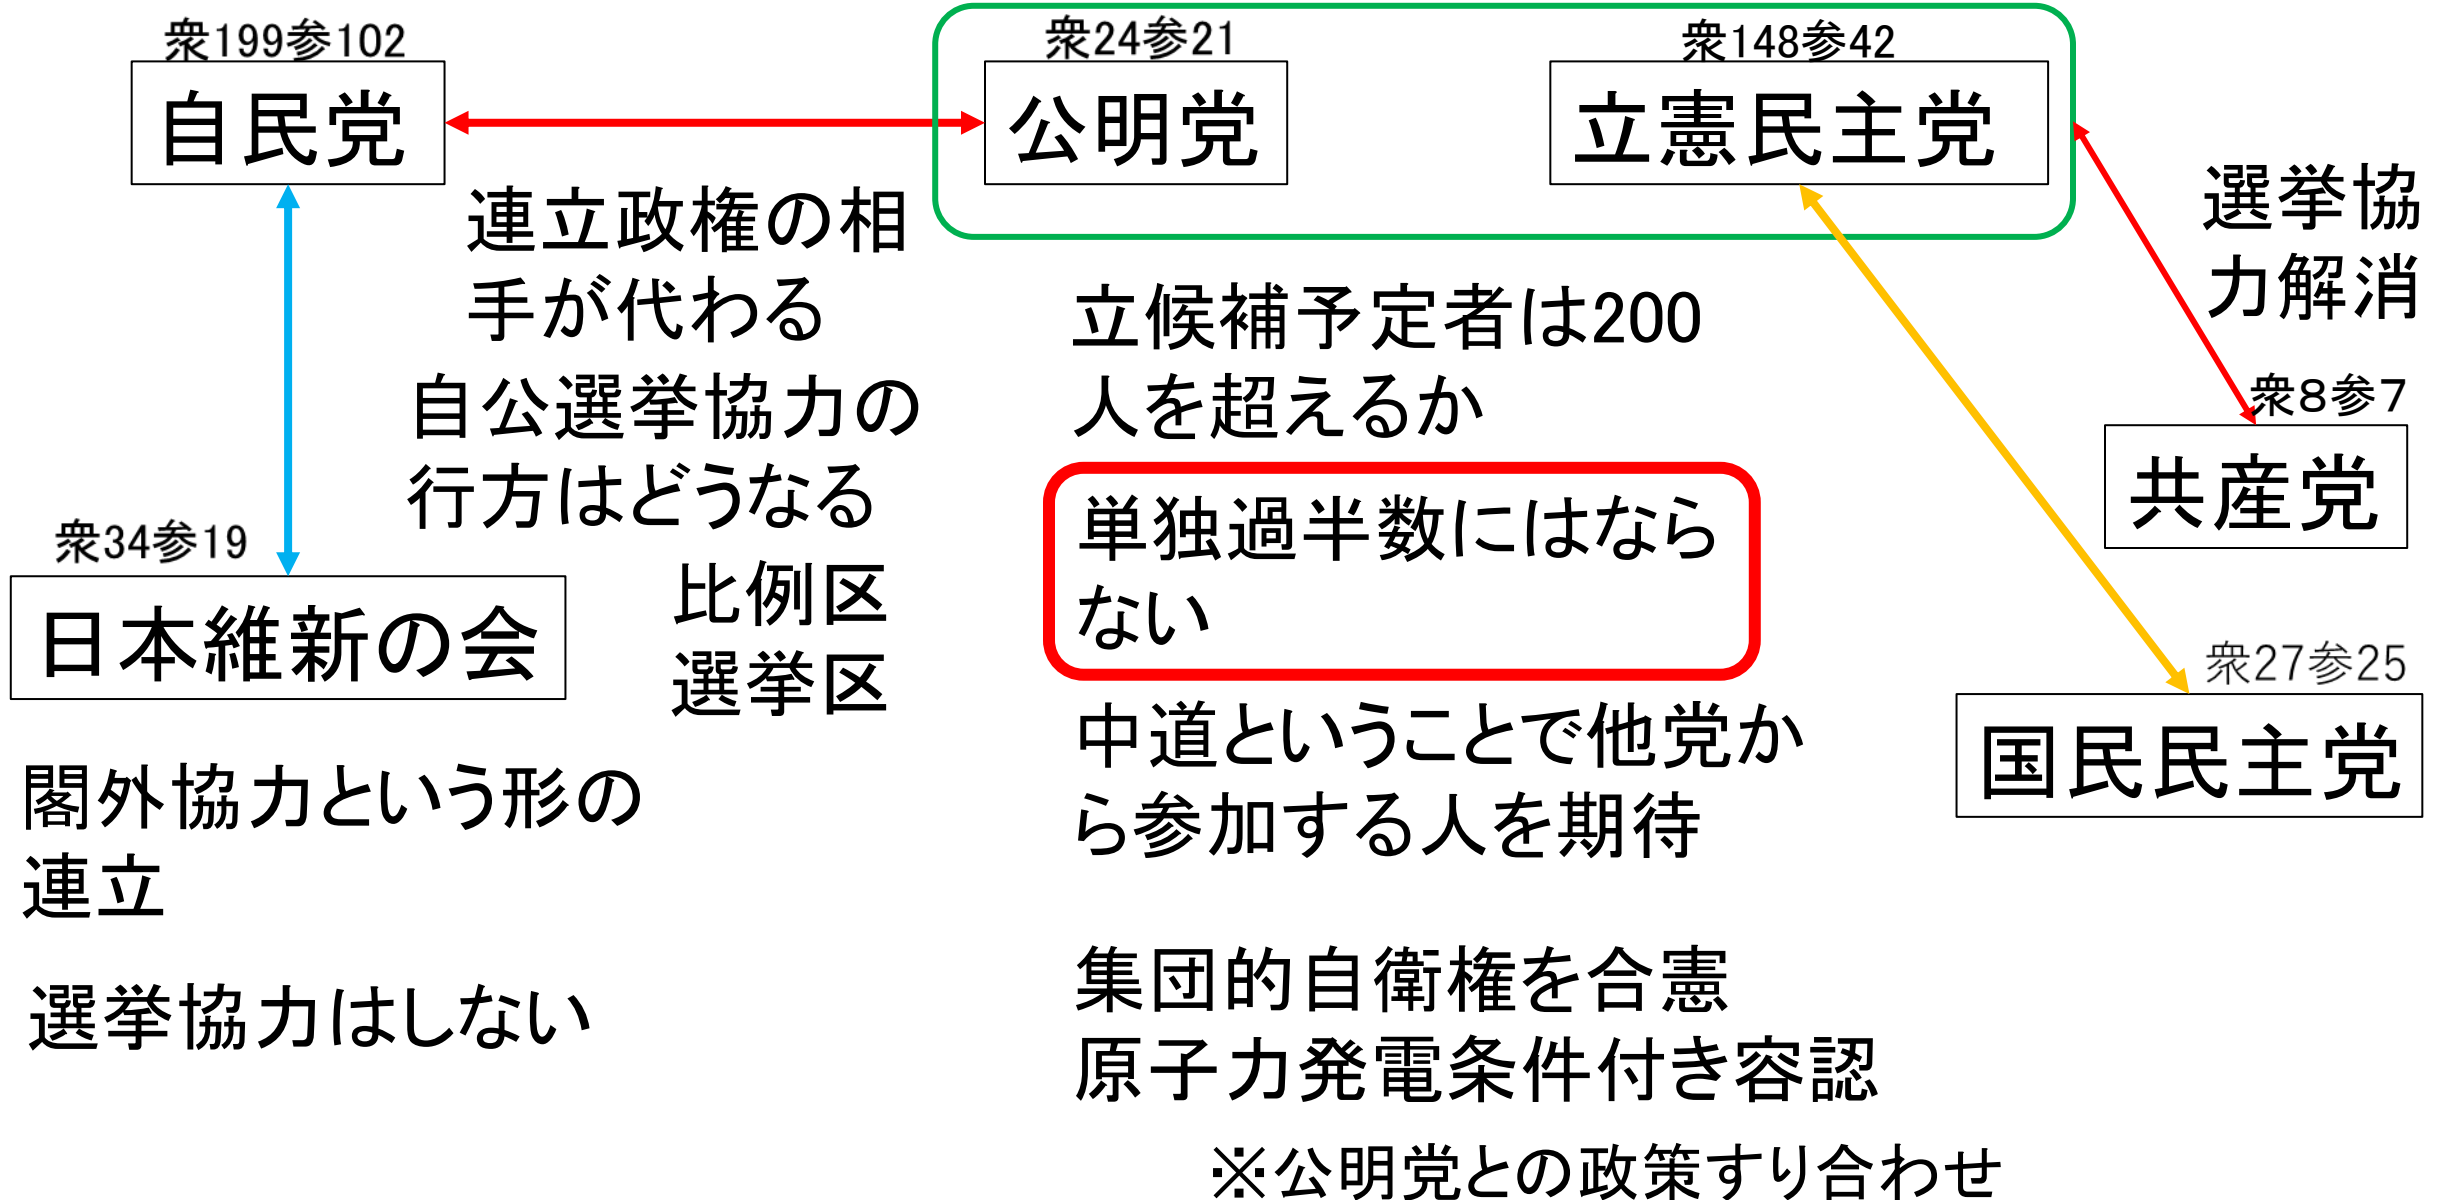 衆199参102
自民党
衆24参21
公明党
衆148参42
立憲民主党
連立政権の相
手が代わる
自公選挙協力の
行方はどうなる
比例区
選挙区
衆34参19
日本維新の会
閣外協力という形の
連立
選挙協力はしない
立候補予定者は200
人を超えるか
単独過半数にはなら
ない
中道ということで他党か
ら参加する人を期待
集団的自衛権を合憲
原子力発電条件付き容認
※公明党との政策すり合わせ
選挙協
力解消
衆8参7
共産党
衆27参25
国民民主党